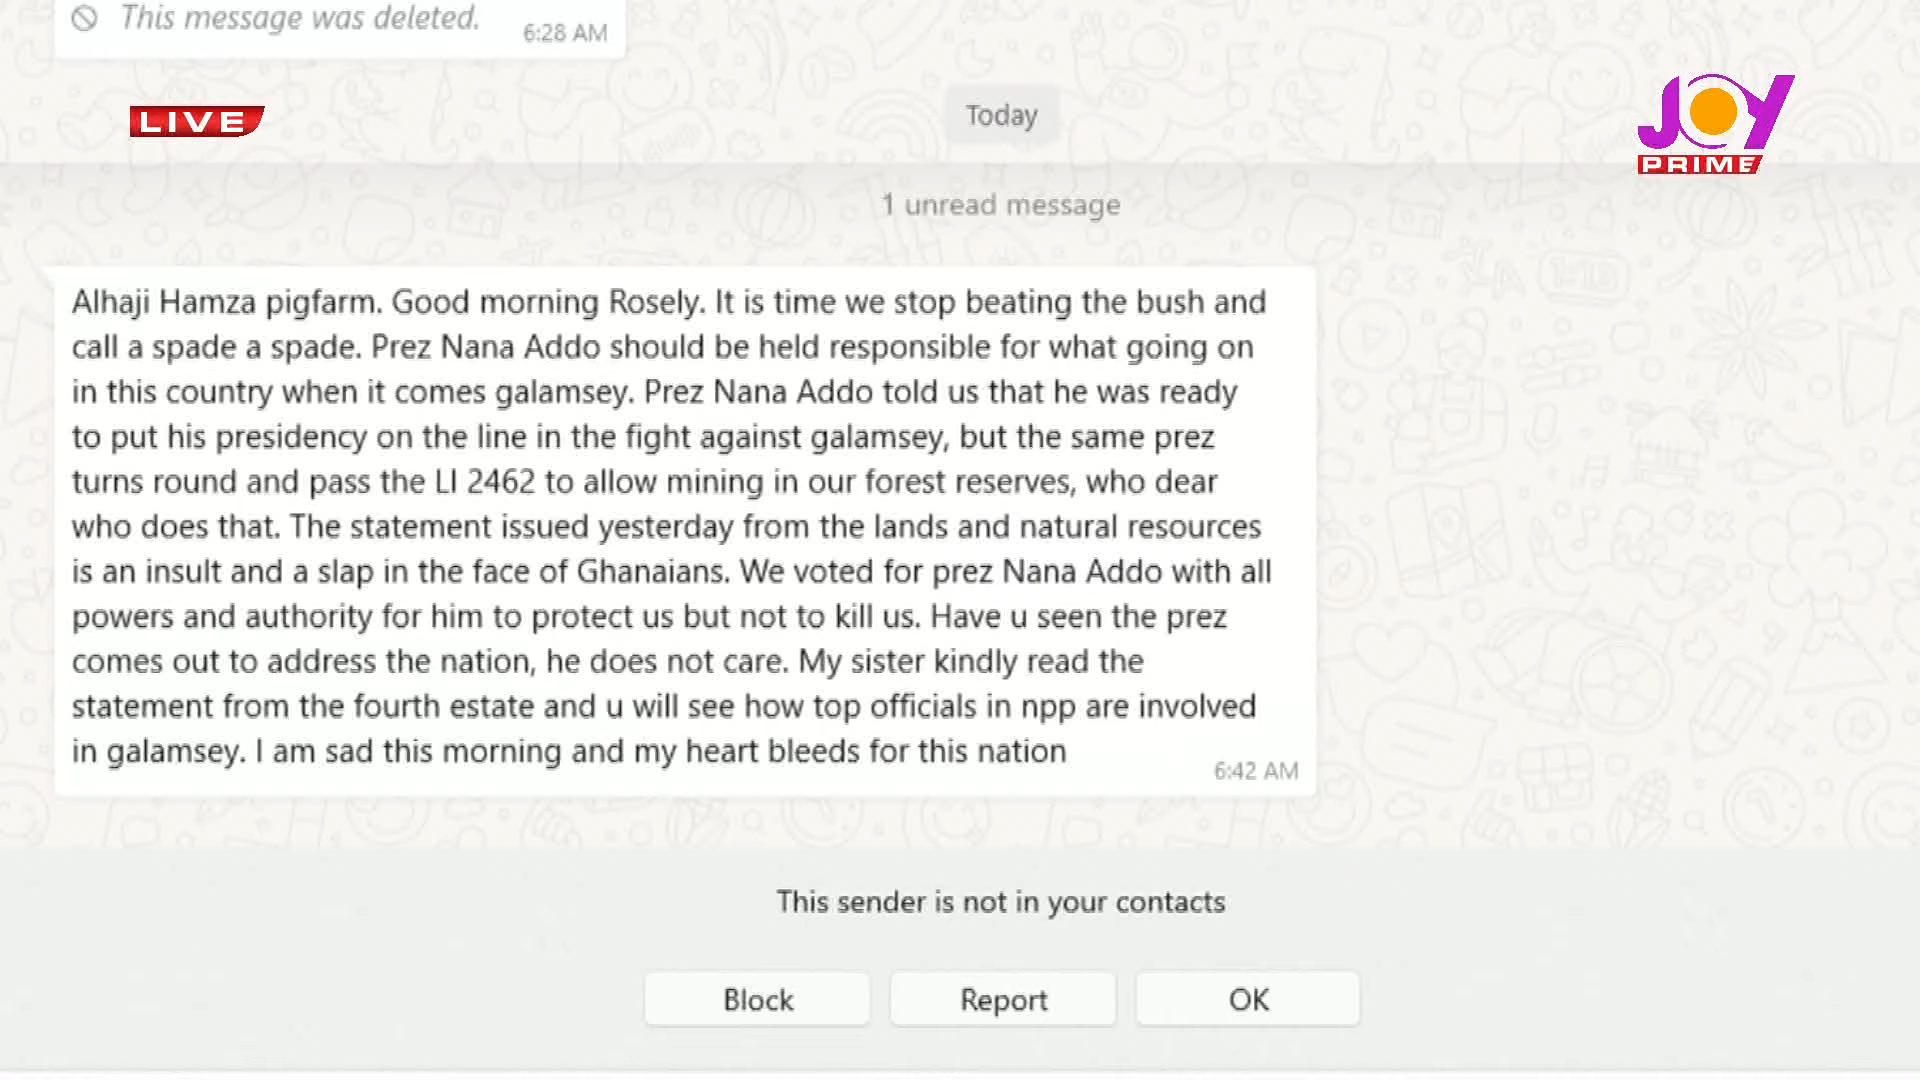 This message was deleted.
6:28 AM
LIVE
Today
JOY
PRIME
1 unread message
Alhaji Hamza pigfarm. Good morning Rosely. It is time we stop beating the bush and
call a spade a spade. Prez Nana Addo should be held responsible for what going on
in this country when it comes galamsey. Prez Nana Addo told us that he was ready
to put his presidency on the line in the fight against galamsey, but the same prez
turns round and pass the LI 2462 to allow mining in our forest reserves, who dear
who does that. The statement issued yesterday from the lands and natural resources
is an insult and a slap in the face of Ghanaians. We voted for prez Nana Addo with all
powers and authority for him to protect us but not to kill us. Have u seen the prez
comes out to address the nation, he does not care. My sister kindly read the
statement from the fourth estate and u will see how top officials in npp are involved
in galamsey. I am sad this morning and my heart bleeds for this nation
6:42 AM
This sender is not in your contacts
Block
Report
OK